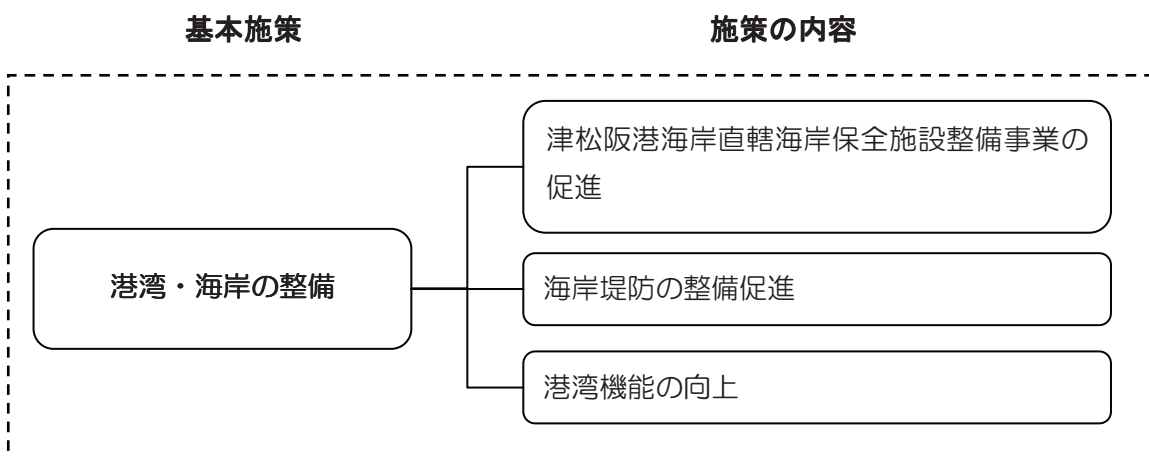 基本施策
施策の内容
港湾・海岸の整備
津松阪港海岸直轄海岸保全施設整備事業の
促進
海岸堤防の整備促進
港湾機能の向上